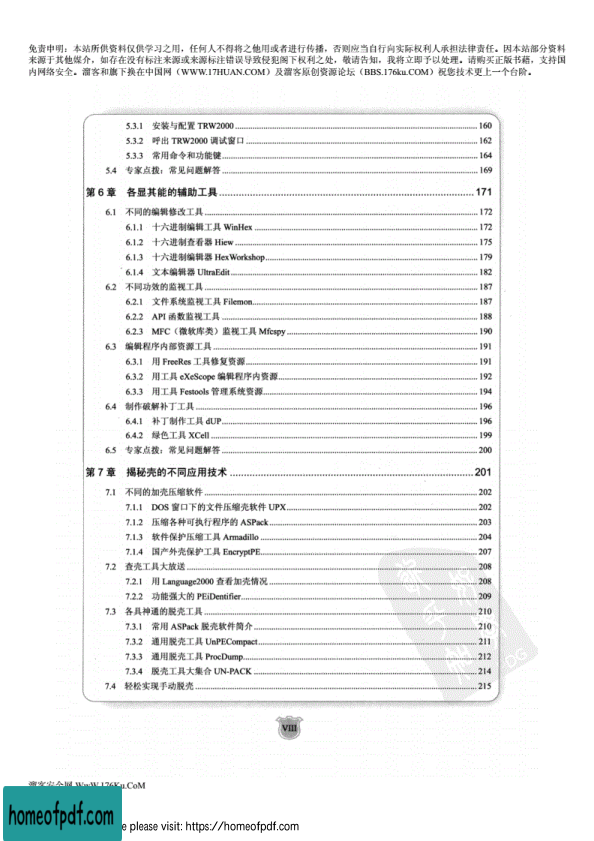 免责申明：本站所供资料仅供学习之用，任何人不得将之他用或者进行传播，否则应当自行向实际权利人承担法律责任。因本站部分资料
来源于其他媒介，如存在没有标注来源或来源标注错误导致侵犯阁下权利之处，敬请告知，我将立即予以处理。请购买正版书籍，支持国
内网络安全。溜客和旗下换在中国网（WWW.17HUAN.COM）及溜客原创资源论坛（BBS.176ku.COM）祝您技术更上一个台阶。
5.3.1 安装与配置 TRW2000 160
5.3.2 呼出 TRW2000 调试窗口 162
5.3.3 常用命令和功能键 164
5.4 专家点拨：常见问题解答 169
第 6 章 各显其能的辅助工具 171
6.1 不同的编辑修改工具 172
6.1.1 十六进制编辑工具 WinHex 172
6.1.2 十六进制查看器 Hiew 175
6.1.3 十六进制编辑器 HexWorkshop 179
6.1.4 文本编辑器 UltraEdit 182
6.2 不同功效的监视工具 187
6.2.1 文件系统监视工具 Filemon 187
6.2.2 API 函数监视工具 188
6.2.3 MFC（微软库类）监视工具 Mfcspy 190
6.3 编辑程序内部资源工具 191
6.3.1 用 FreeRes 工具修复资源 191
6.3.2 用工具 eXeScope 编辑程序内资源 192
6.3.3 用工具 Festools 管理系统资源 194
6.4 制作破解补丁工具 196
6.4.1 补丁制作工具 dUP 196
6.4.2 绿色工具 XCell 199
6.5 专家点拨：常见问题解答 200
第 7 章 揭秘壳的不同应用技术 201
7.1 不同的加壳压缩软件 202
7.1.1 DOS 窗口下的文件压缩壳软件 UPX 202
7.1.2 压缩各种可执行程序的 ASPack 203
7.1.3 软件保护压缩工具 Armadillo 204
7.1.4 国产外壳保护工具 EncryptPE 207
7.2 查壳工具大放送 208
7.2.1 用 Language2000 查看加壳情况 208
7.2.2 功能强大的 PEiDentifier 209
7.3 各具神通的脱壳工具 210
7.3.1 常用 ASPack 脱壳软件简介 210
7.3.2 通用脱壳工具 UnPECompact 211
7.3.3 通用脱壳工具 ProcDump 212
7.3.4 脱壳工具大集合 UN-PACK 214
7.4 轻松实现手动脱壳 215
VIII
溜客安全网 WwW.176Ku.CoM
homeofpdf.com
e please visit: https://homeofpdf.com